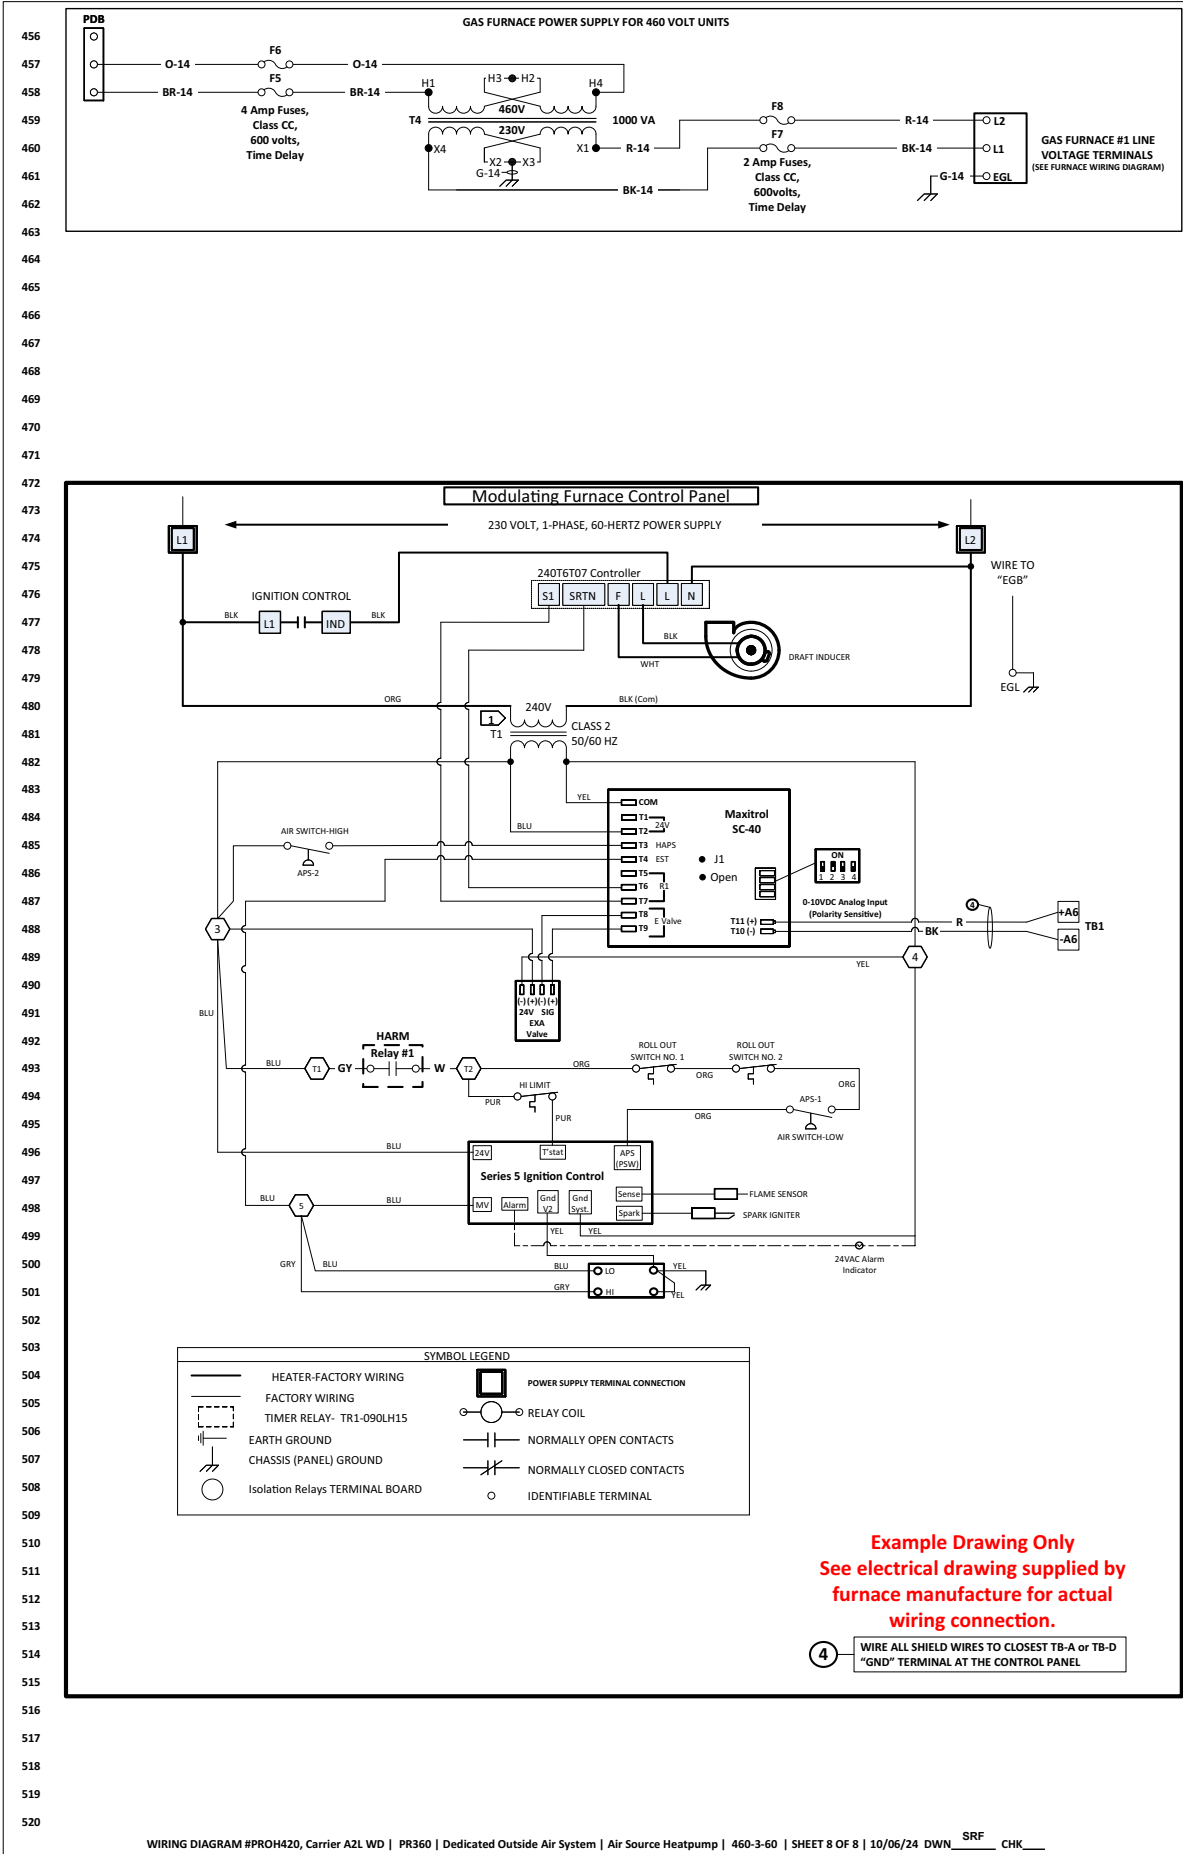 PDB
GAS FURNACE POWER SUPPLY FOR 460 VOLT UNITS
456
457
458
459
460
461
462
463
464
465
466
467
468
469
470
471
O-14
F6
O-14
BR-14
F5
BR-14
4 Amp Fuses,
Class CC,
600 volts,
Time Delay
H1
H3
H2
H4
460V
T4
1000 VA
230V
X4
X2
X3
X1
G-14
R-14
BK-14
F8
F7
2 Amp Fuses,
Class CC,
600volts,
Time Delay
R-14
BK-14
G-14
L2
L1
EGL
GAS FURNACE #1 LINE
VOLTAGE TERMINALS
(SEE FURNACE WIRING DIAGRAM)
472
473
474
475
476
477
478
479
480
481
482
483
484
485
486
487
488
489
490
491
492
493
494
495
496
497
498
499
500
501
502
503
504
505
506
507
508
509
510
511
512
513
514
515
516
517
518
519
520
Modulating Furnace Control Panel
230 VOLT, 1-PHASE, 60-HERTZ POWER SUPPLY
L1
L2
240T6T07 Controller
S1
SRTN
F
L
L
N
WIRE TO
"EGB"
IGNITION CONTROL
BLK
L1
IND
BLK
BLK
WHT
DRAFT INDUCER
EGL
ORG
240V
BLK (Com)
1
T1
CLASS 2
50/60 HZ
YEL
BLU
COM
T1
24V
T2
T3 HAPS
T4 EST
T5
T6
R1
T7
T8
E Valve
T9
Maxitrol
SC-40
J1
Open
T11 (+)
T10 (-)
ON
1 2 3 4
0-10VDC Analog Input
(Polarity Sensitive)
4
R
BK
+A6
-A6
TB1
AIR SWITCH-HIGH
APS-2
3
4
YEL
(-)(+)(-)(+)
24V SIG
EXA
Valve
BLU
HARM
Relay #1
BLU
T1
GY
W
T2
ORG
ROLL OUT
SWITCH NO. 1
ORG
ROLL OUT
SWITCH NO. 2
ORG
PUR
HI LIMIT
PUR
ORG
APS-1
AIR SWITCH-LOW
BLU
24V
T'stat
APS
(PSW)
Series 5 Ignition Control
MV
Alarm
Gnd
V2
Gnd
Syst.
Sense
Spark
FLAME SENSOR
SPARK IGNITER
BLU
5
BLU
YEL
YEL
24VAC Alarm
Indicator
GRY
BLU
BLU
LO
YEL
GRY
HI
YEL
SYMBOL LEGEND
HEATER-FACTORY WIRING
FACTORY WIRING
TIMER RELAY- TR1-090LH15
EARTH GROUND
CHASSIS (PANEL) GROUND
Isolation Relays TERMINAL BOARD
POWER SUPPLY TERMINAL CONNECTION
RELAY COIL
NORMALLY OPEN CONTACTS
NORMALLY CLOSED CONTACTS
IDENTIFIABLE TERMINAL
Example Drawing Only
See electrical drawing supplied by
furnace manufacture for actual
wiring connection.
4
WIRE ALL SHIELD WIRES TO CLOSEST TB-A or TB-D
"GND" TERMINAL AT THE CONTROL PANEL
WIRING DIAGRAM #PROH420, Carrier A2L WD | PR360 | Dedicated Outside Air System | Air Source Heatpump | 460-3-60 | SHEET 8 OF 8 | 10/06/24 DWN SRF CHK